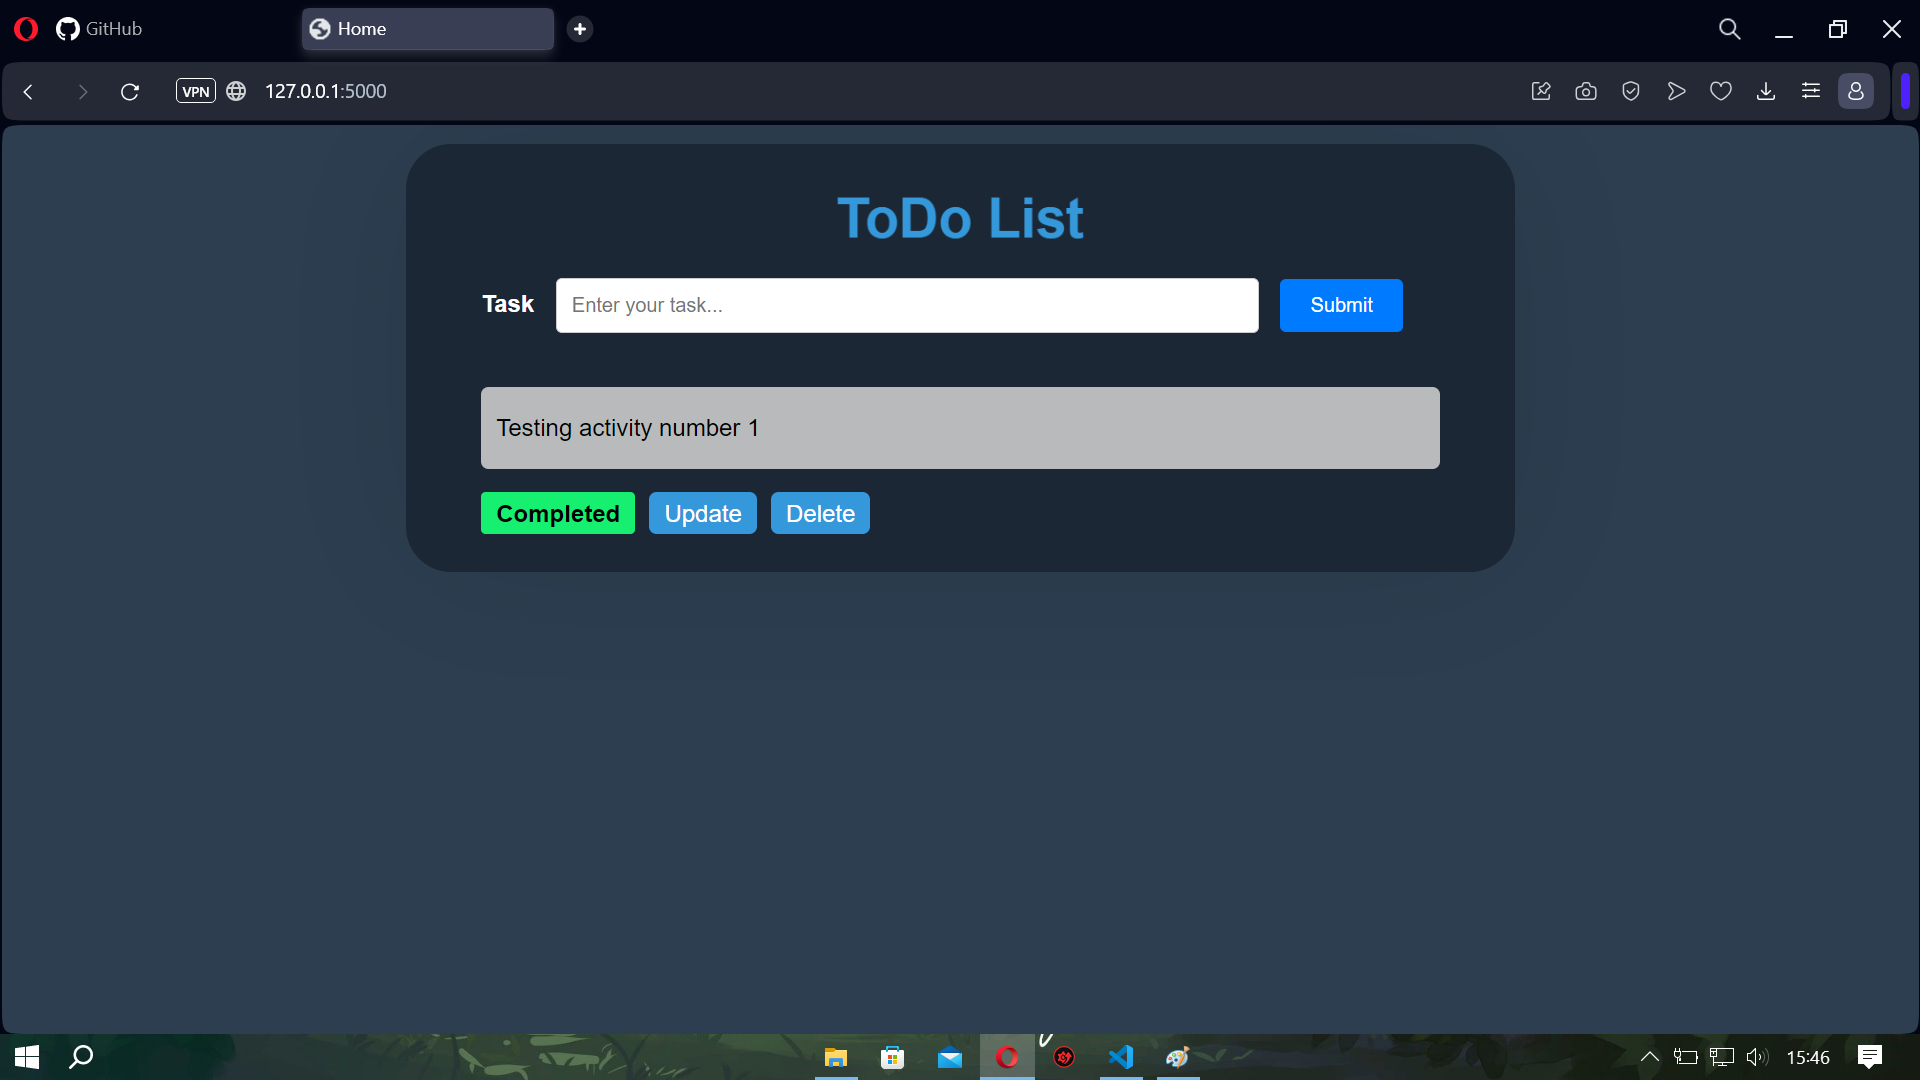 GitHub
Home
VPN
127.0.0.1:5000
ToDo List
Task
Enter your task...
Submit
Testing activity number 1
Completed
Update
Delete
15:46